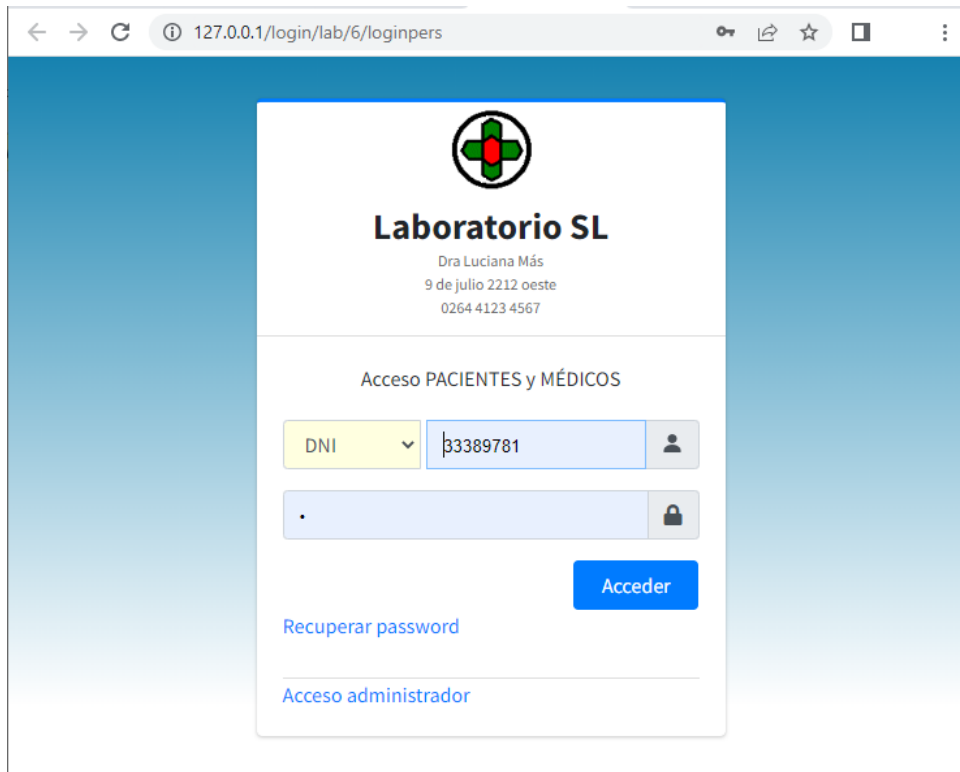 127.0.0.1/login/lab/6/loginpers
Laboratorio SL
Dra Luciana Más
9 de julio 2212 oeste
0264 4123 4567
Acceso PACIENTES y MÉDICOS
DNI 33389781
Acceder
Recuperar password
Acceso administrador